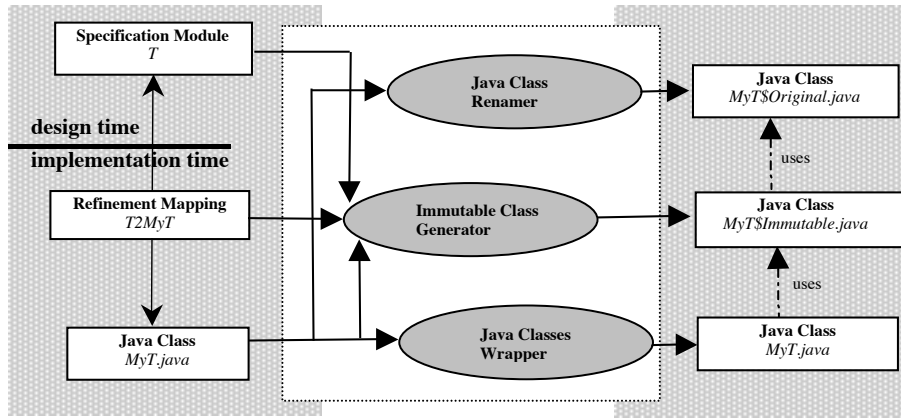 Specification Module
T
design time
implementation time
Refinement Mapping
T2MyT
Java Class
MyT.java
Java Class
Renamer
Immutable Class
Generator
Java Classes
Wrapper
Java Class
MyT$Original.java
uses
Java Class
MyT$Immutable.java
uses
Java Class
MyT.java